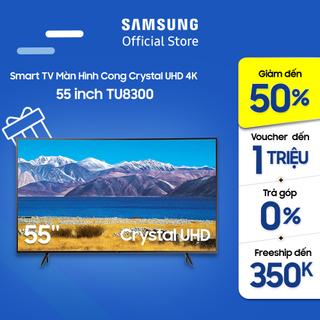 SAMSUNG
Official Store
Smart TV Màn Hình Cong Crystal UHD 4K
55 inch TU8300
55"
Crystal UHD
Giảm đến
50%
Voucher đến
1 TRIỆU
Trả góp
0%
Freeship đến
350K